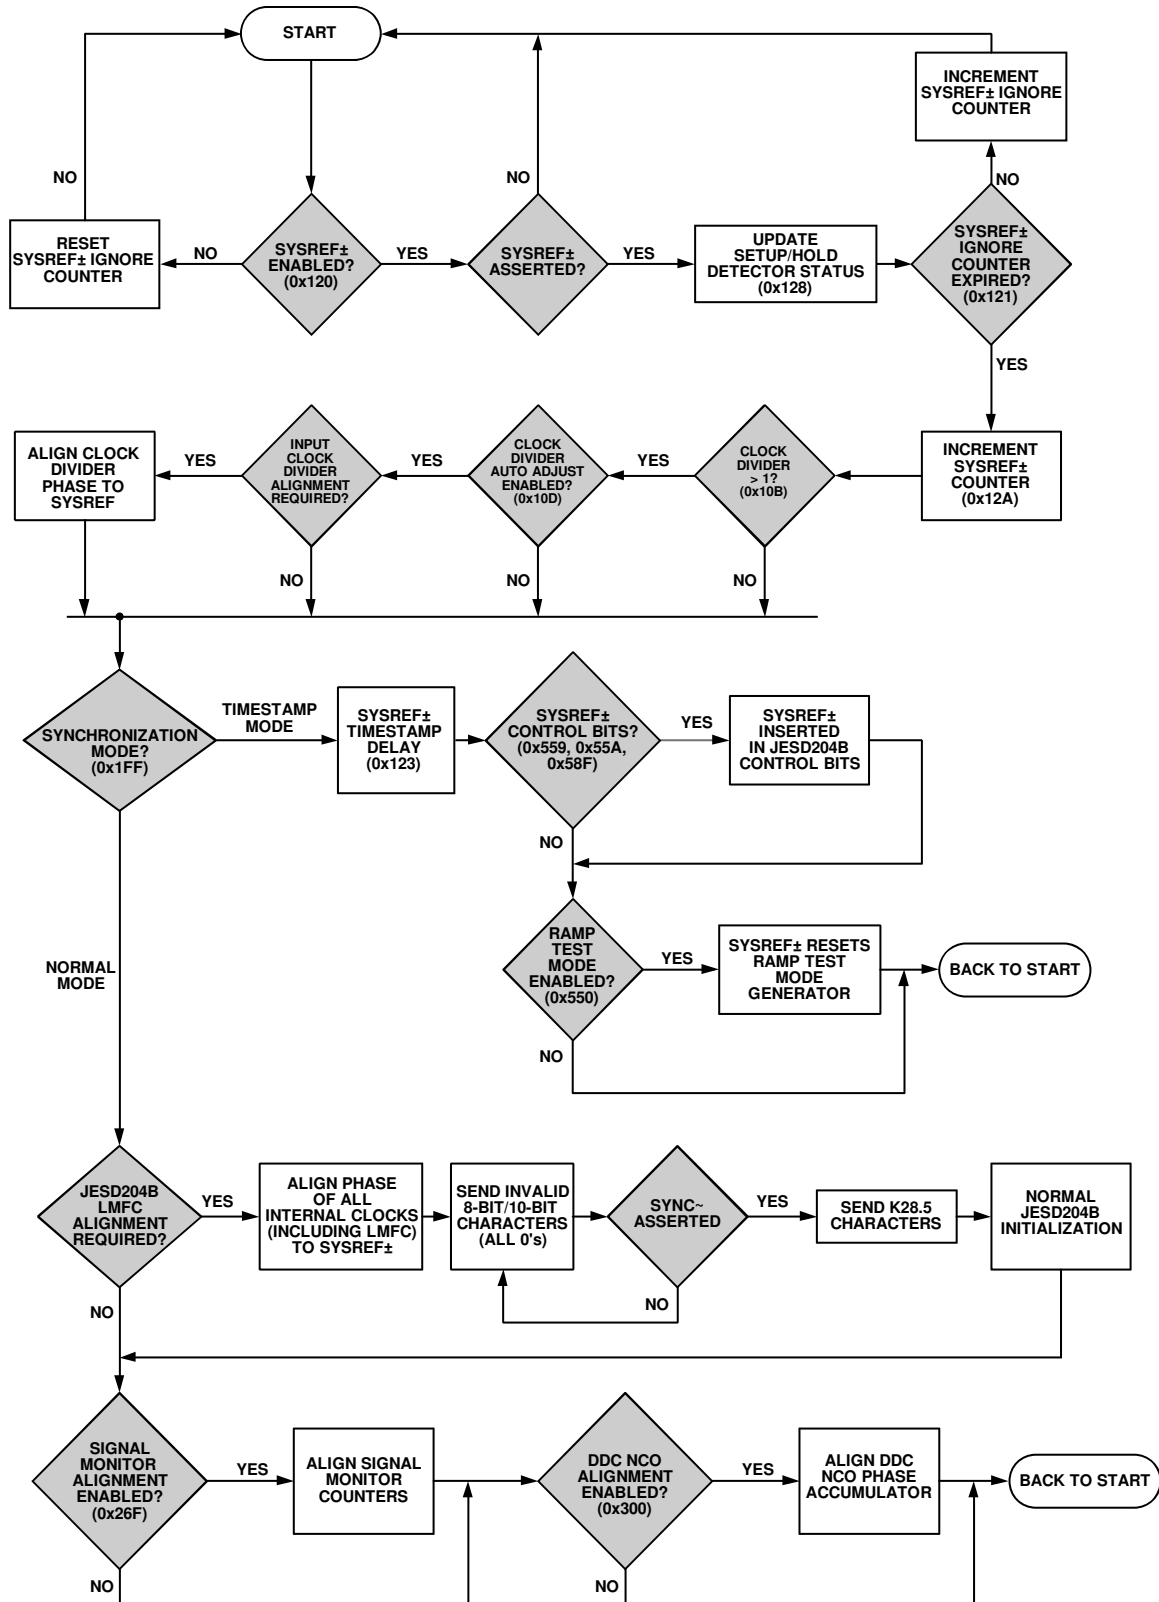 START
INCREMENT
SYSREF± IGNORE
COUNTER
NO
NO
NO
RESET
SYSREF± IGNORE
COUNTER
NO
SYSREF±
ENABLED?
(0x120)
YES
SYSREF±
ASSERTED?
YES
UPDATE
SETUP/HOLD
DETECTOR STATUS
(0x128)
SYSREF±
IGNORE
COUNTER
EXPIRED?
(0x121)
YES
ALIGN CLOCK
DIVIDER
PHASE TO
SYSREF
YES
INPUT
CLOCK
DIVIDER
ALIGNMENT
REQUIRED?
YES
CLOCK
DIVIDER
AUTO ADJUST
ENABLED?
(0x10D)
YES
CLOCK
DIVIDER
> 1?
(0x10B)
INCREMENT
SYSREF±
COUNTER
(0x12A)
NO
NO
NO
SYNCHRONIZATION
MODE?
(0x1FF)
TIMESTAMP
MODE
SYSREF±
TIMESTAMP
DELAY
(0x123)
SYSREF±
CONTROL BITS?
(0x559, 0x55A,
0x58F)
YES
SYSREF±
INSERTED
IN JESD204B
CONTROL BITS
NO
NORMAL
MODE
RAMP
TEST
MODE
ENABLED?
(0x550)
YES
SYSREF± RESETS
RAMP TEST
MODE
GENERATOR
BACK TO START
NO
JESD204B
LMFC
ALIGNMENT
REQUIRED?
YES
ALIGN PHASE
OF ALL
INTERNAL CLOCKS
(INCLUDING LMFC)
TO SYSREF±
SEND INVALID
8-BIT/10-BIT
CHARACTERS
(ALL 0's)
SYNC~
ASSERTED
YES
SEND K28.5
CHARACTERS
NORMAL
JESD204B
INITIALIZATION
NO
NO
SIGNAL
MONITOR
ALIGNMENT
ENABLED?
(0x26F)
YES
ALIGN SIGNAL
MONITOR
COUNTERS
DDC NCO
ALIGNMENT
ENABLED?
(0x300)
YES
ALIGN DDC
NCO PHASE
ACCUMULATOR
BACK TO START
NO
NO